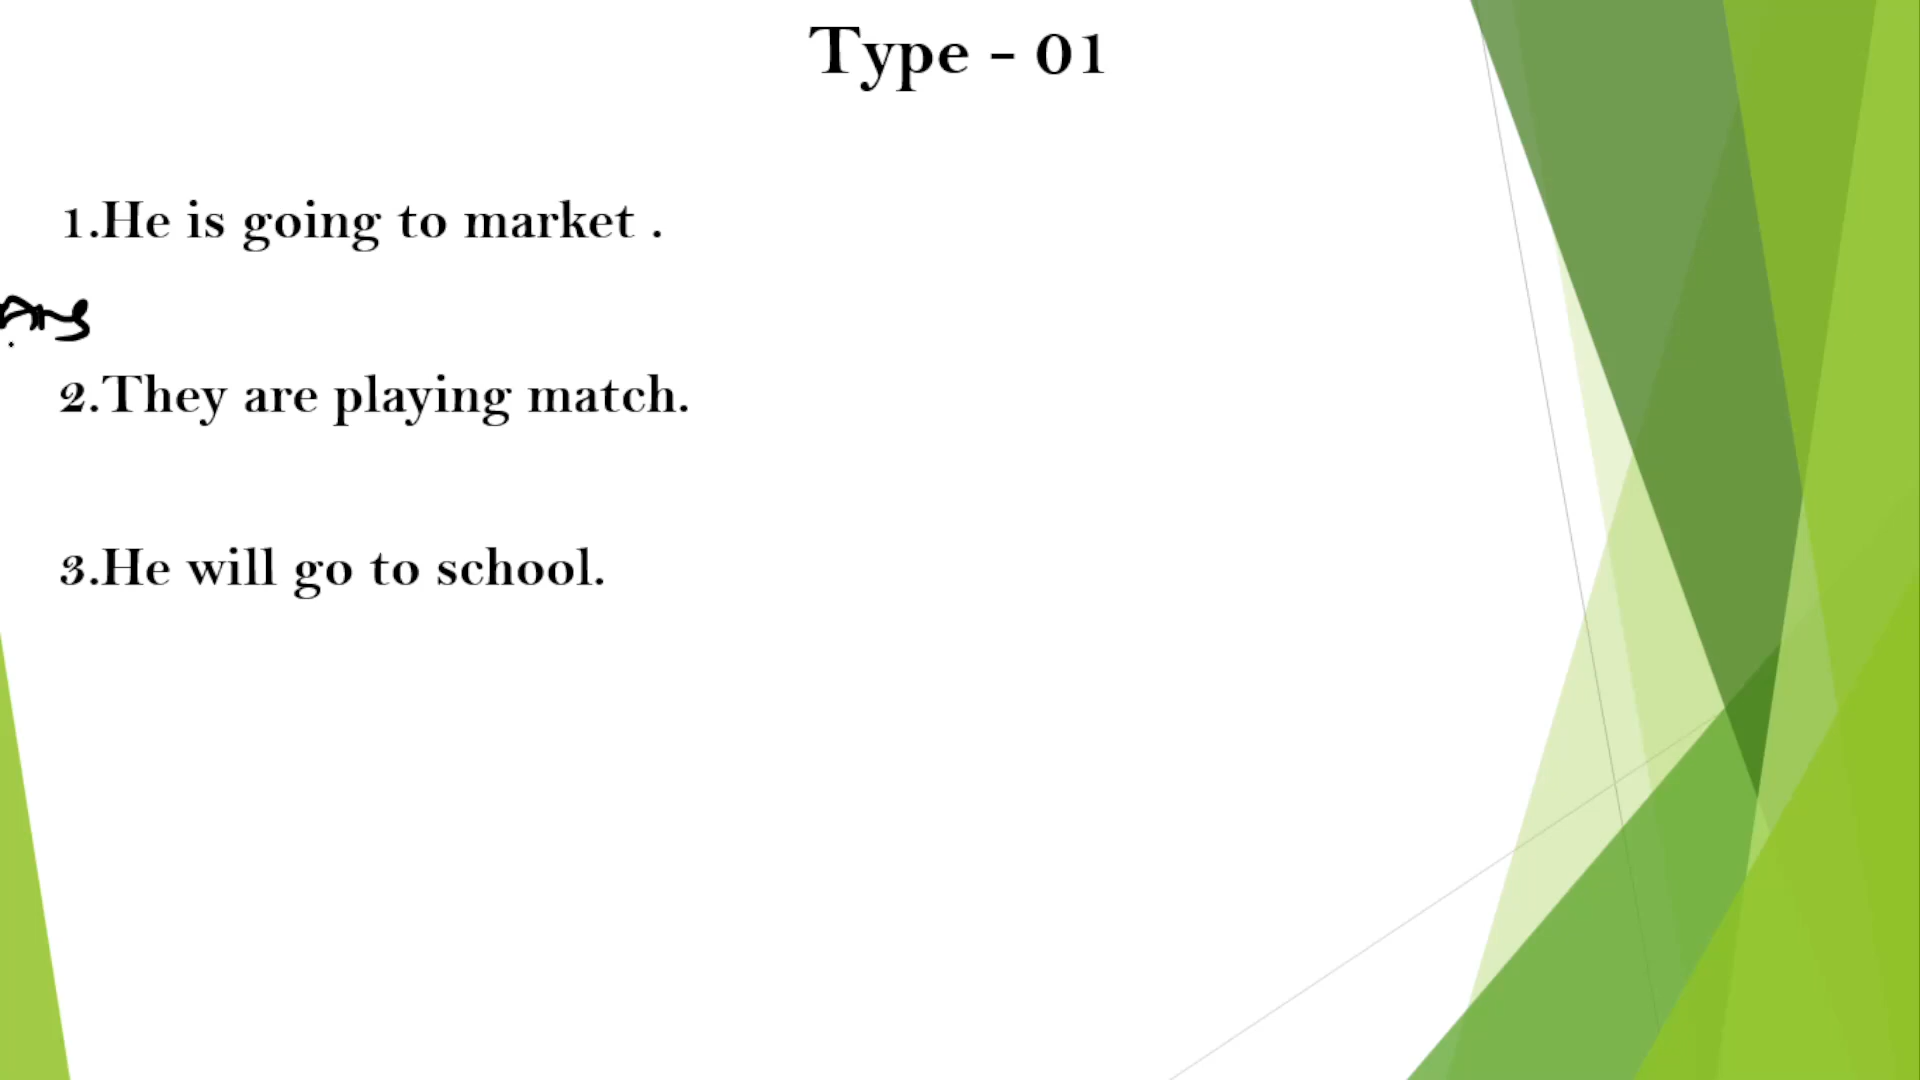 Type - 01
1.He is going to market .
Ans
2.They are playing match.
3.He will go to school.